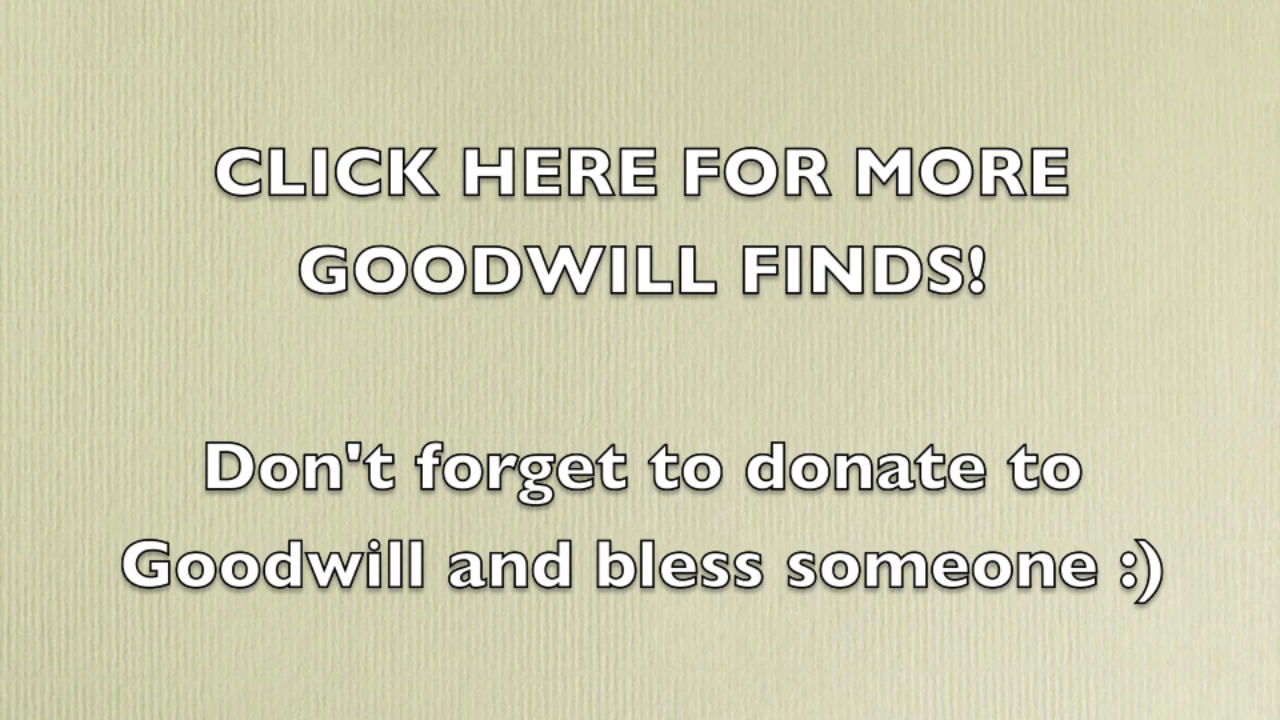 CLICK HERE FOR MORE
GOODWILL FINDS!
Don't forget to donate to
Goodwill and bless someone :)